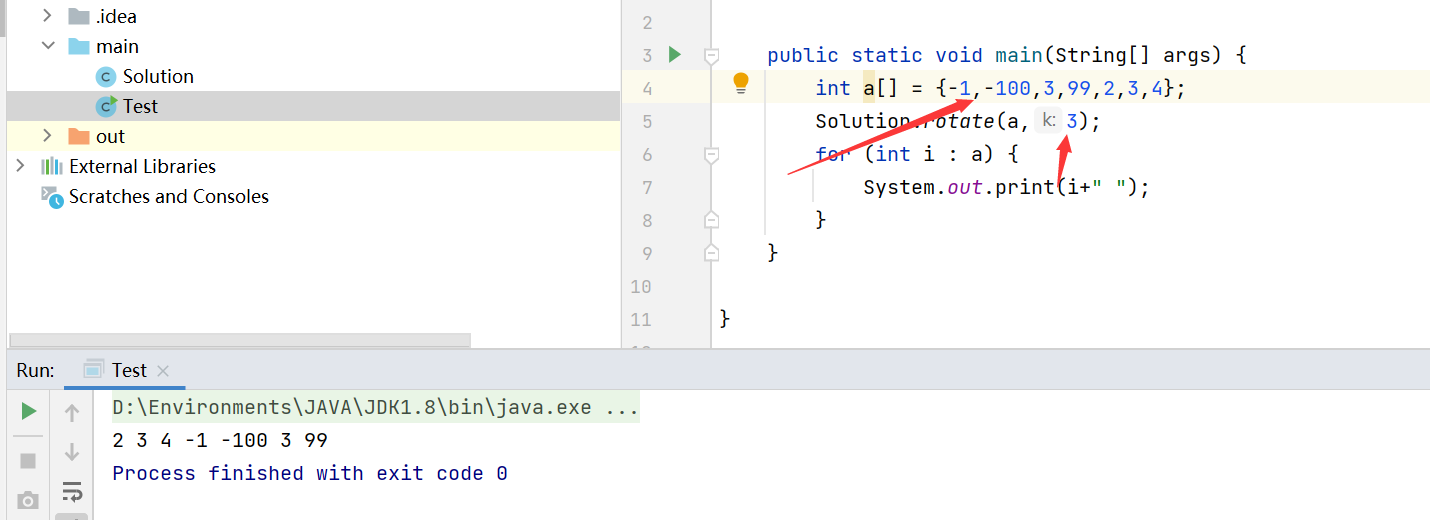 .idea
main
Solution
Test
out
External Libraries
Scratches and Consoles
2
3 public static void main(String[] args) {
4 int a[] = {-1,-100,3,99,2,3,4};
5 Solution.rotate(a, k: 3);
6 for (int i : a) {
7 System.out.print(i+" ");
8 }
9 }
10
11 }
Run: Test
D:\Environments\JAVA\JDK1.8\bin\java.exe ...
2 3 4 -1 -100 3 99
Process finished with exit code 0